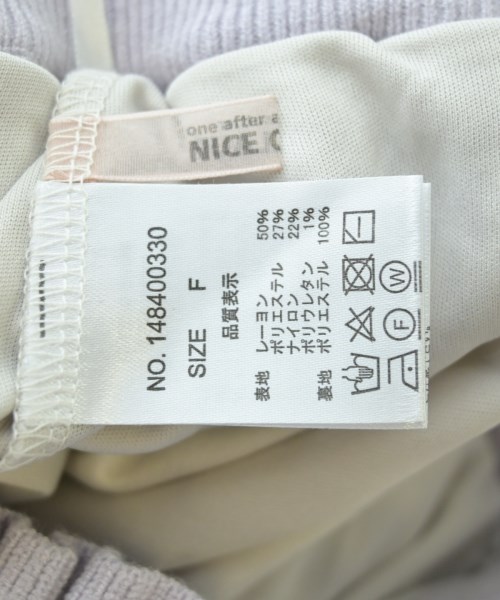 one after a
NICE C
NO. 148400330
SIZE F
品質表示
表地 レーヨン 50%
ポリエステル 27%
ナイロン 22%
ポリウレタン 1%
裏地 ポリエステル 100%
W
F